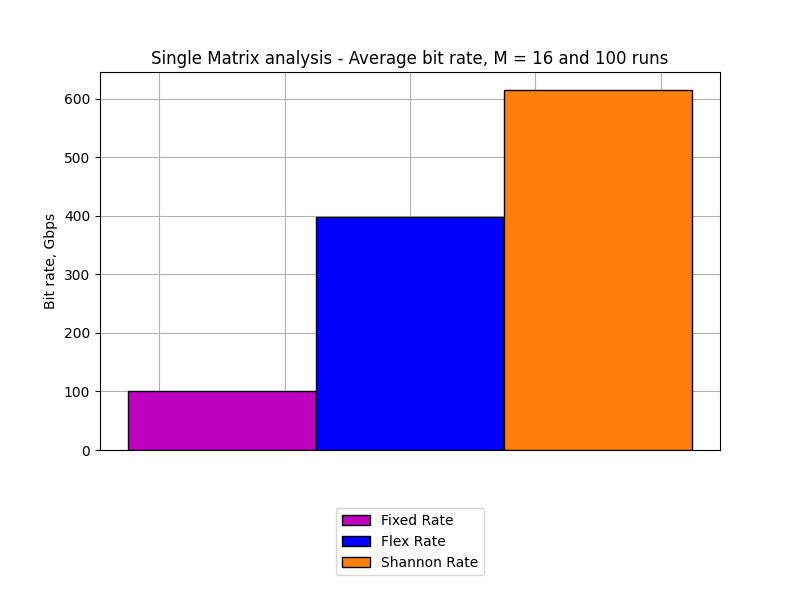 Single Matrix analysis - Average bit rate, M = 16 and 100 runs
600
500
400
300
200
100
0
Bit rate, Gbps
Fixed Rate
Flex Rate
Shannon Rate